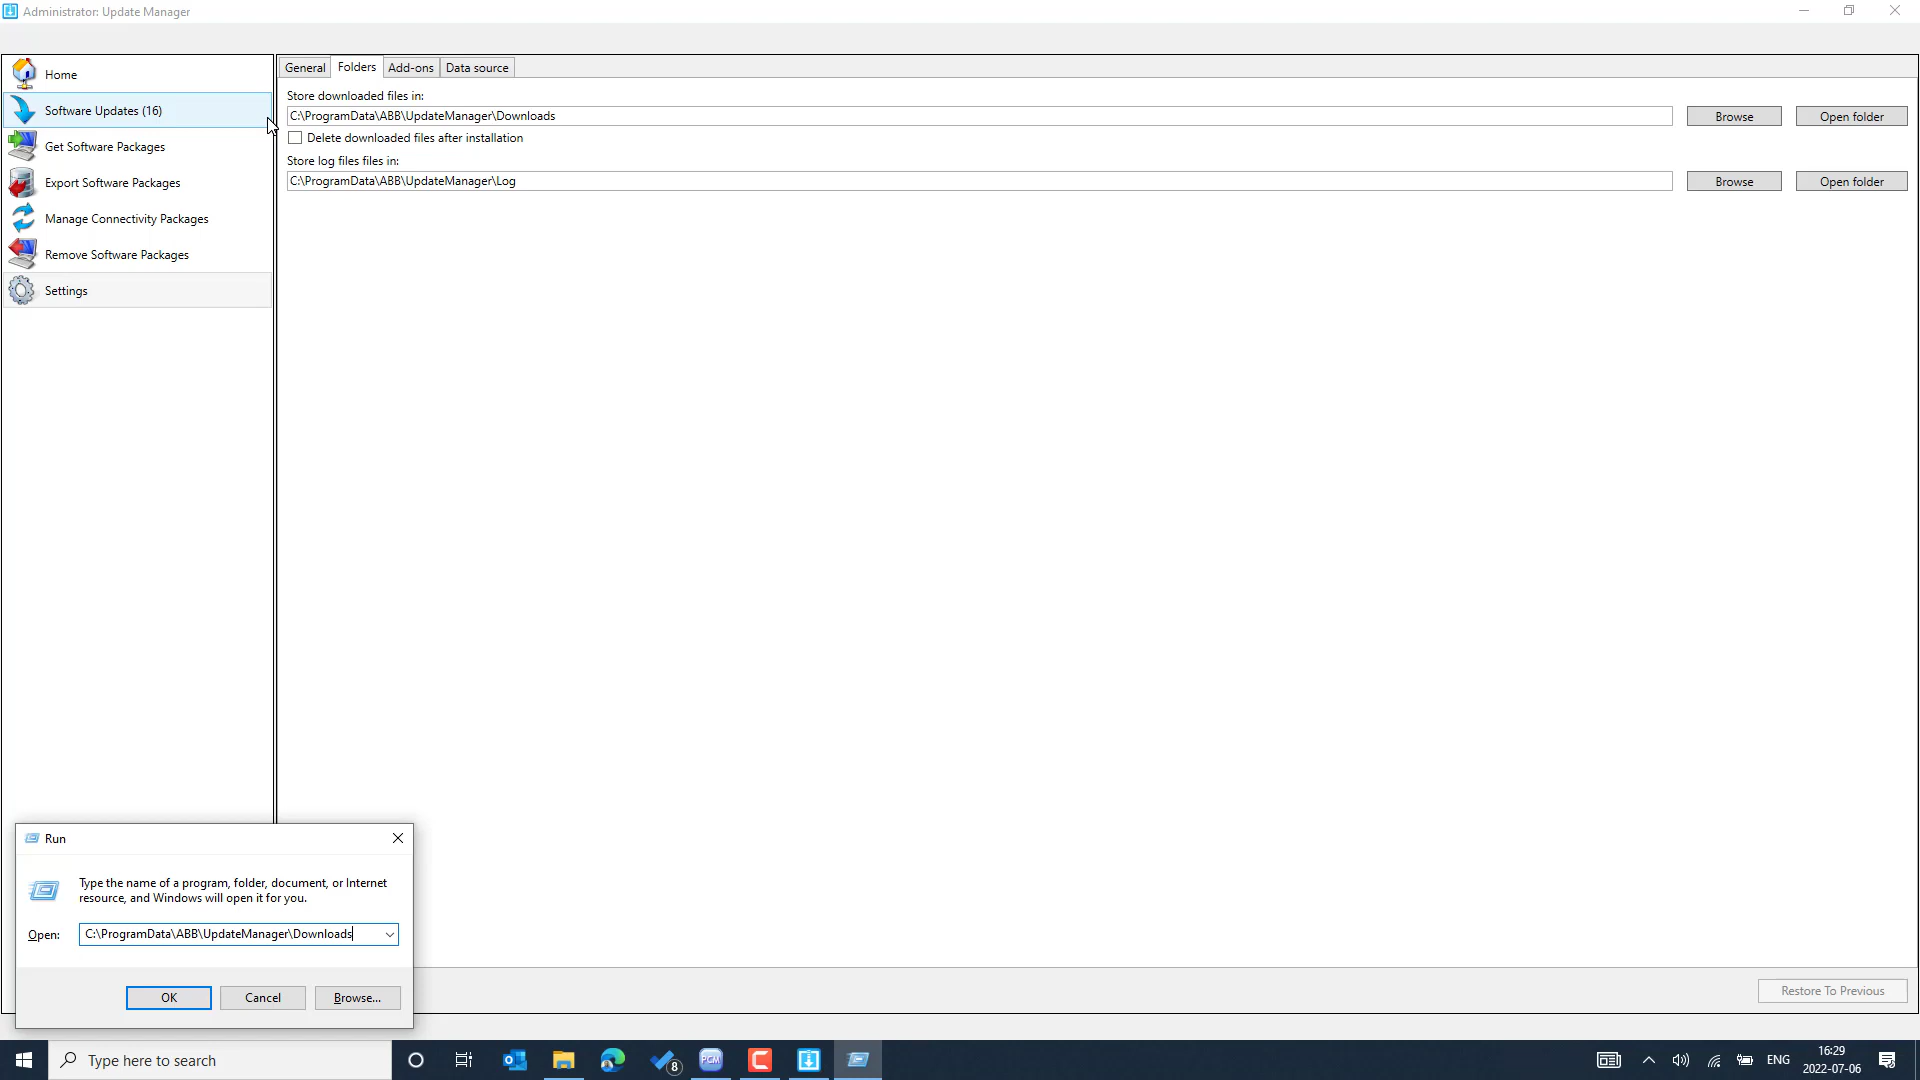 Administrator: Update Manager
Home
Software Updates (16)
Get Software Packages
Export Software Packages
Manage Connectivity Packages
Remove Software Packages
Settings
General
Folders
Add-ons
Data source
Store downloaded files in:
C:\ProgramData\ABB\UpdateManager\Downloads
Browse
Open folder
Delete downloaded files after installation
Store log files files in:
C:\ProgramData\ABB\UpdateManager\Log
Browse
Open folder
Restore To Previous
Run
Type the name of a program, folder, document, or Internet
resource, and Windows will open it for you.
Open:
C:\ProgramData\ABB\UpdateManager\Downloads
OK
Cancel
Browse...
Type here to search
8
PCM
ENG
16:29
2022-07-06